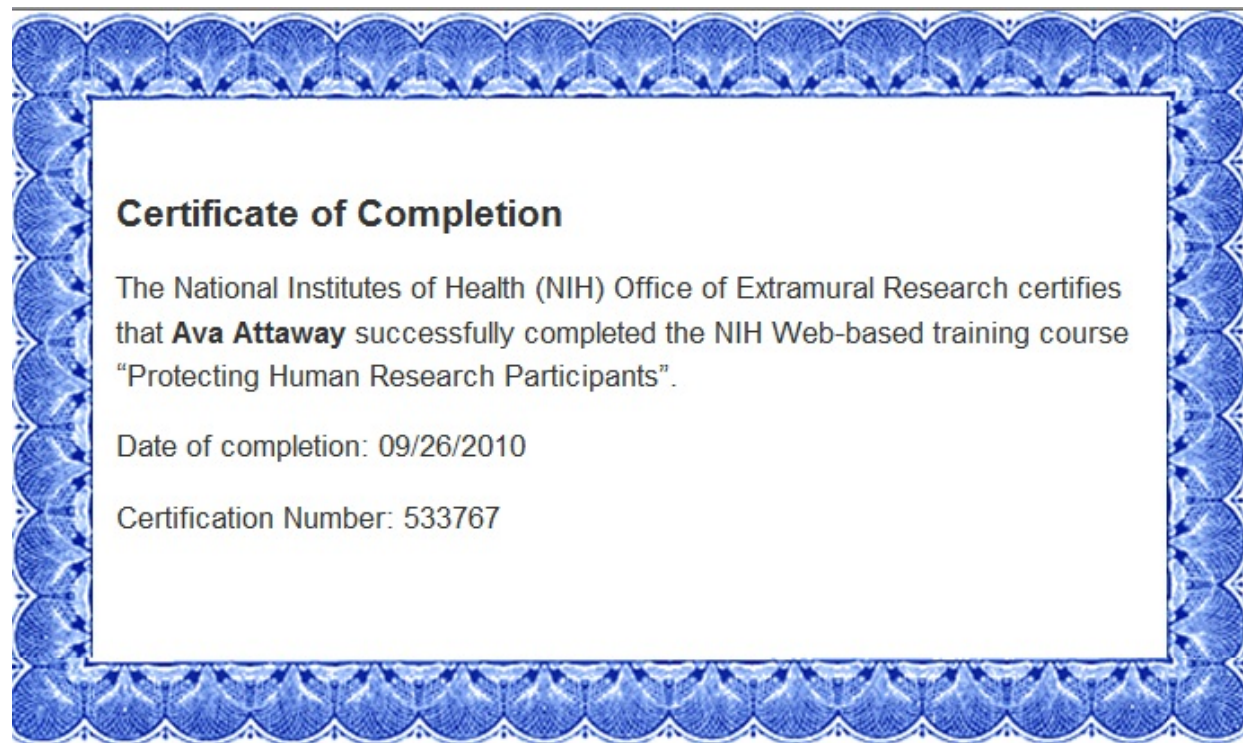 Certificate of Completion
The National Institutes of Health (NIH) Office of Extramural Research certifies
that Ava Attaway successfully completed the NIH Web-based training course
“Protecting Human Research Participants”.
Date of completion: 09/26/2010
Certification Number: 533767